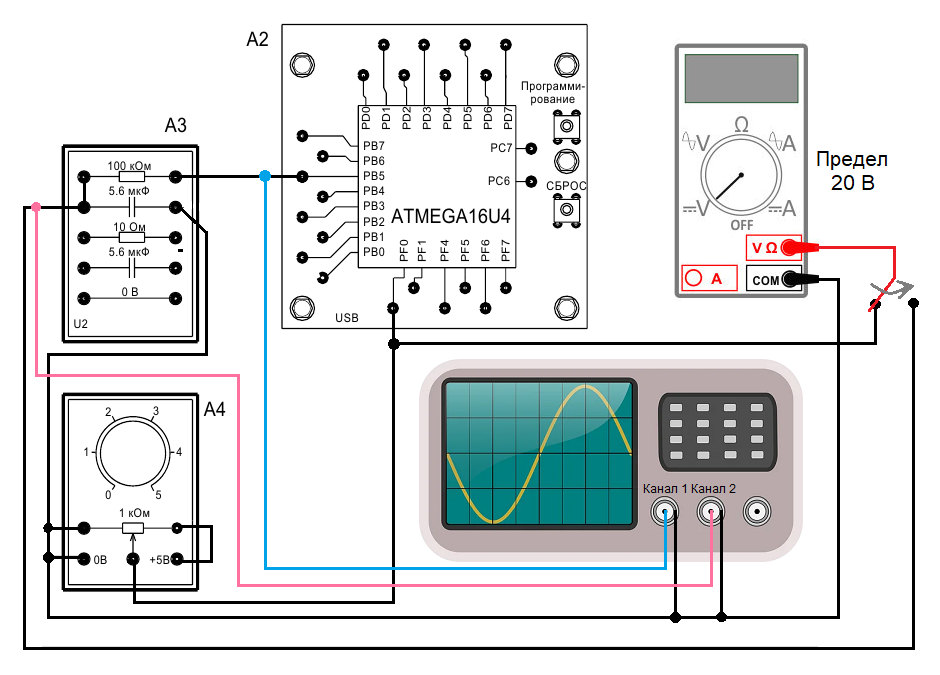 A2
Программи-
рование
PD0
PD1
PD2
PD3
PD4
PD5
PD6
PD7
PB7
PB6
PB5
PB4
PB3
PB2
PB1
PB0
PC7
PC6
СБРОС
ATMEGA16U4
PF0
PF1
PF4
PF5
PF6
PF7
USB
A3
100 кОм
5.6 мкФ
10 Ом
5.6 мкФ
0 В
U2
-
A4
0
1
2
3
4
5
1 кОм
0В
+5В
Ω
V
A
V
A
OFF
V Ω
A
COM
Предел
20 В
Канал 1
Канал 2